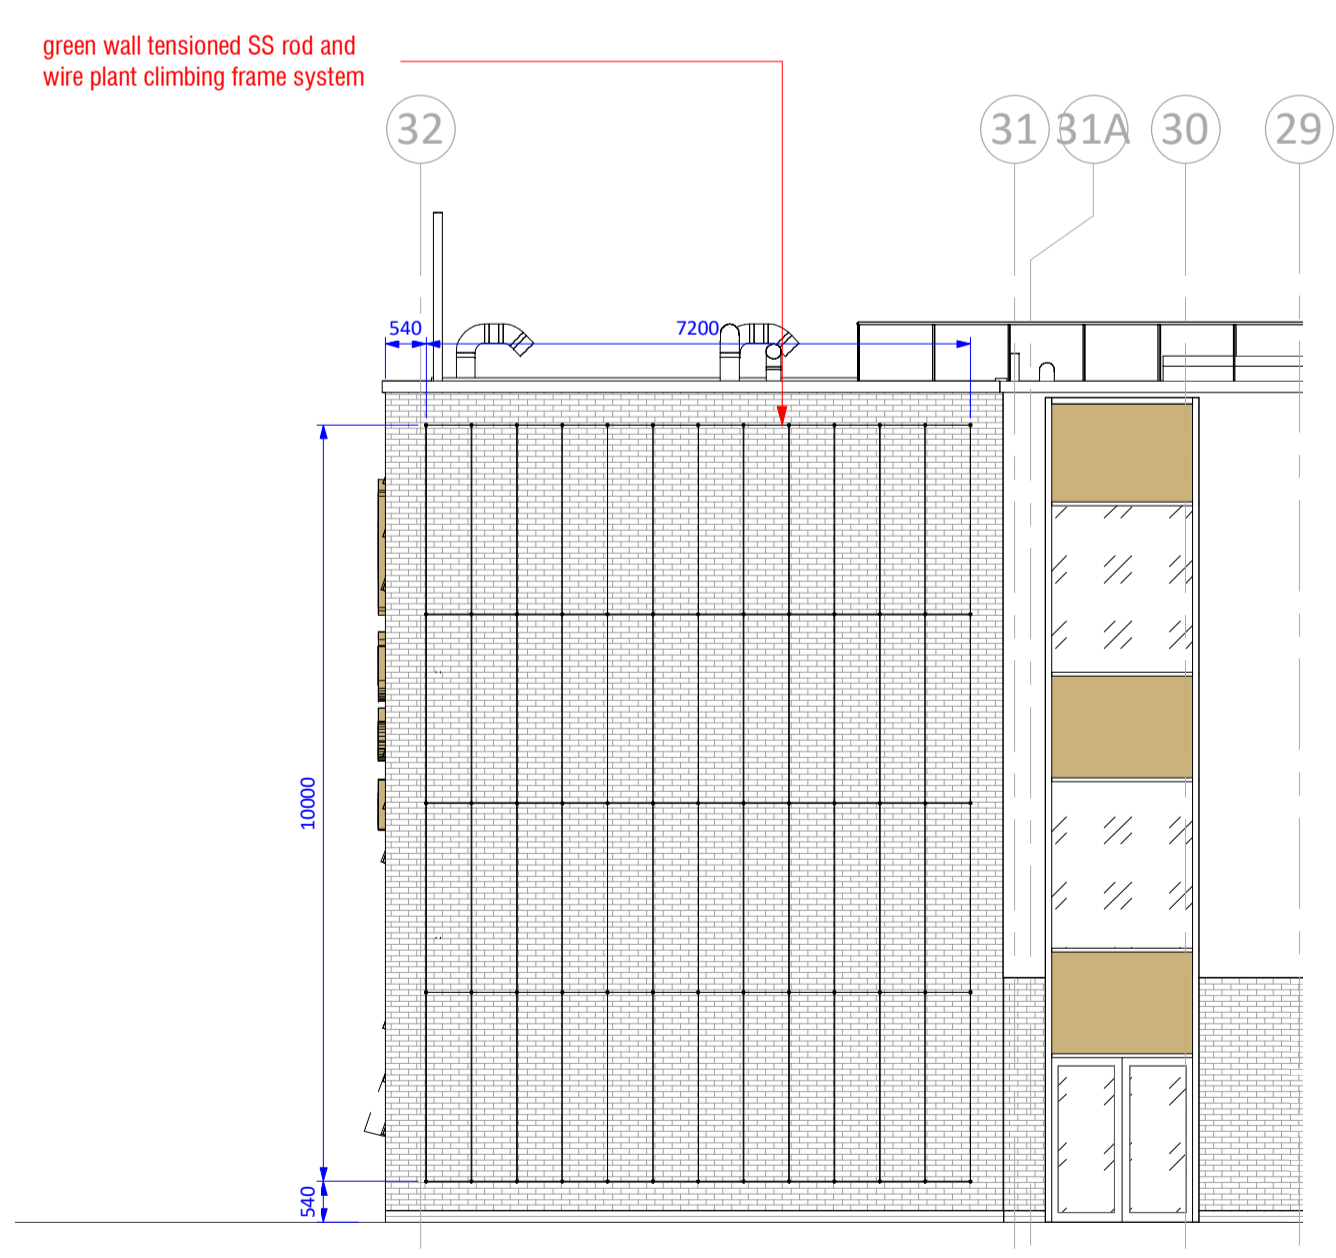 green wall tensioned SS rod and
wire plant climbing frame system
32
31
31A
30
29
540
7200
10000
540